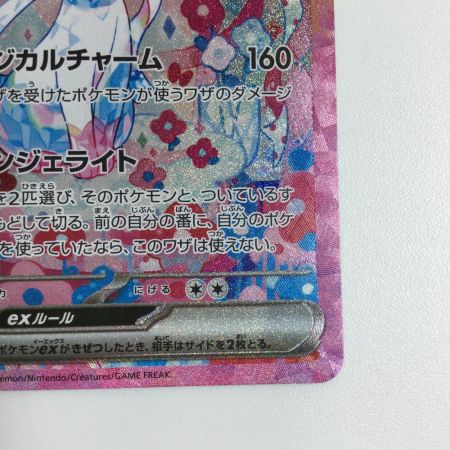 ジカルチャーム 160
ザを受けたポケモンが使うワザのダメージ
ンジェライト
を2匹選び、そのポケモンと、ついているす
もどして切る。前の自分の番に、自分のポケ
を使っていたなら、このワザは使えない。
力 にげる
exルール
ポケモンexがきぜつしたとき、相手はサイドを2枚とる。
emon/Nintendo/Creatures/GAME FREAK.